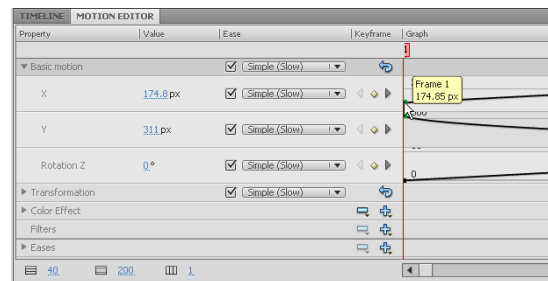 TIMELINE MOTION EDITOR
Property Value Ease Keyframe Graph
1
Basic motion Simple (Slow)
Frame 1
174.85 px
X 174.8 px Simple (Slow)
Y 311 px Simple (Slow)
Rotation Z 0 ° Simple (Slow) 0
Transformation Simple (Slow)
Color Effect
Filters
Eases
40 200 1